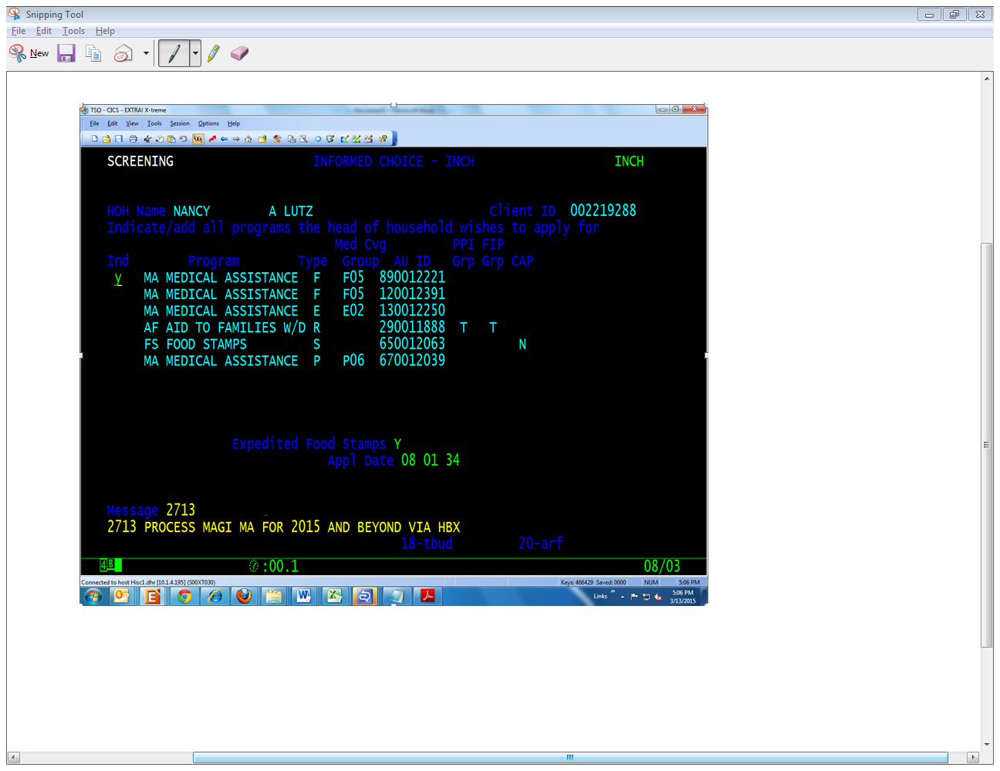 Snipping Tool
File Edit Tools Help
New
TSO - CICS - EXTRA! X-treme
File Edit View Tools Session Options Help
SCREENING INFORMED CHOICE - INCH INCH
HOH Name NANCY A LUTZ Client ID 002219288
Indicate/add all programs the head of household wishes to apply for
Med Cvg PPI FIP
Ind Program Type Group AU ID Grp Grp CAP
y MA MEDICAL ASSISTANCE F F05 890012221
MA MEDICAL ASSISTANCE F F05 120012391
MA MEDICAL ASSISTANCE E E02 130012250
AF AID TO FAMILIES W/D R 290011888 T T
FS FOOD STAMPS S 650012063 N
MA MEDICAL ASSISTANCE P P06 670012039
Expedited Food Stamps Y
Appl Date 08 01 34
Message 2713
2713 PROCESS MAGI MA FOR 2015 AND BEYOND VIA HBX
18-tbud 20-arf
4B :00.1 08/03
Connected to host Hisc1.dhr [10.1.4.195] (S00XT030) Keys: 466429 Saved: 0000 NUM 5:06 PM
Links » 5:06 PM
3/13/2015